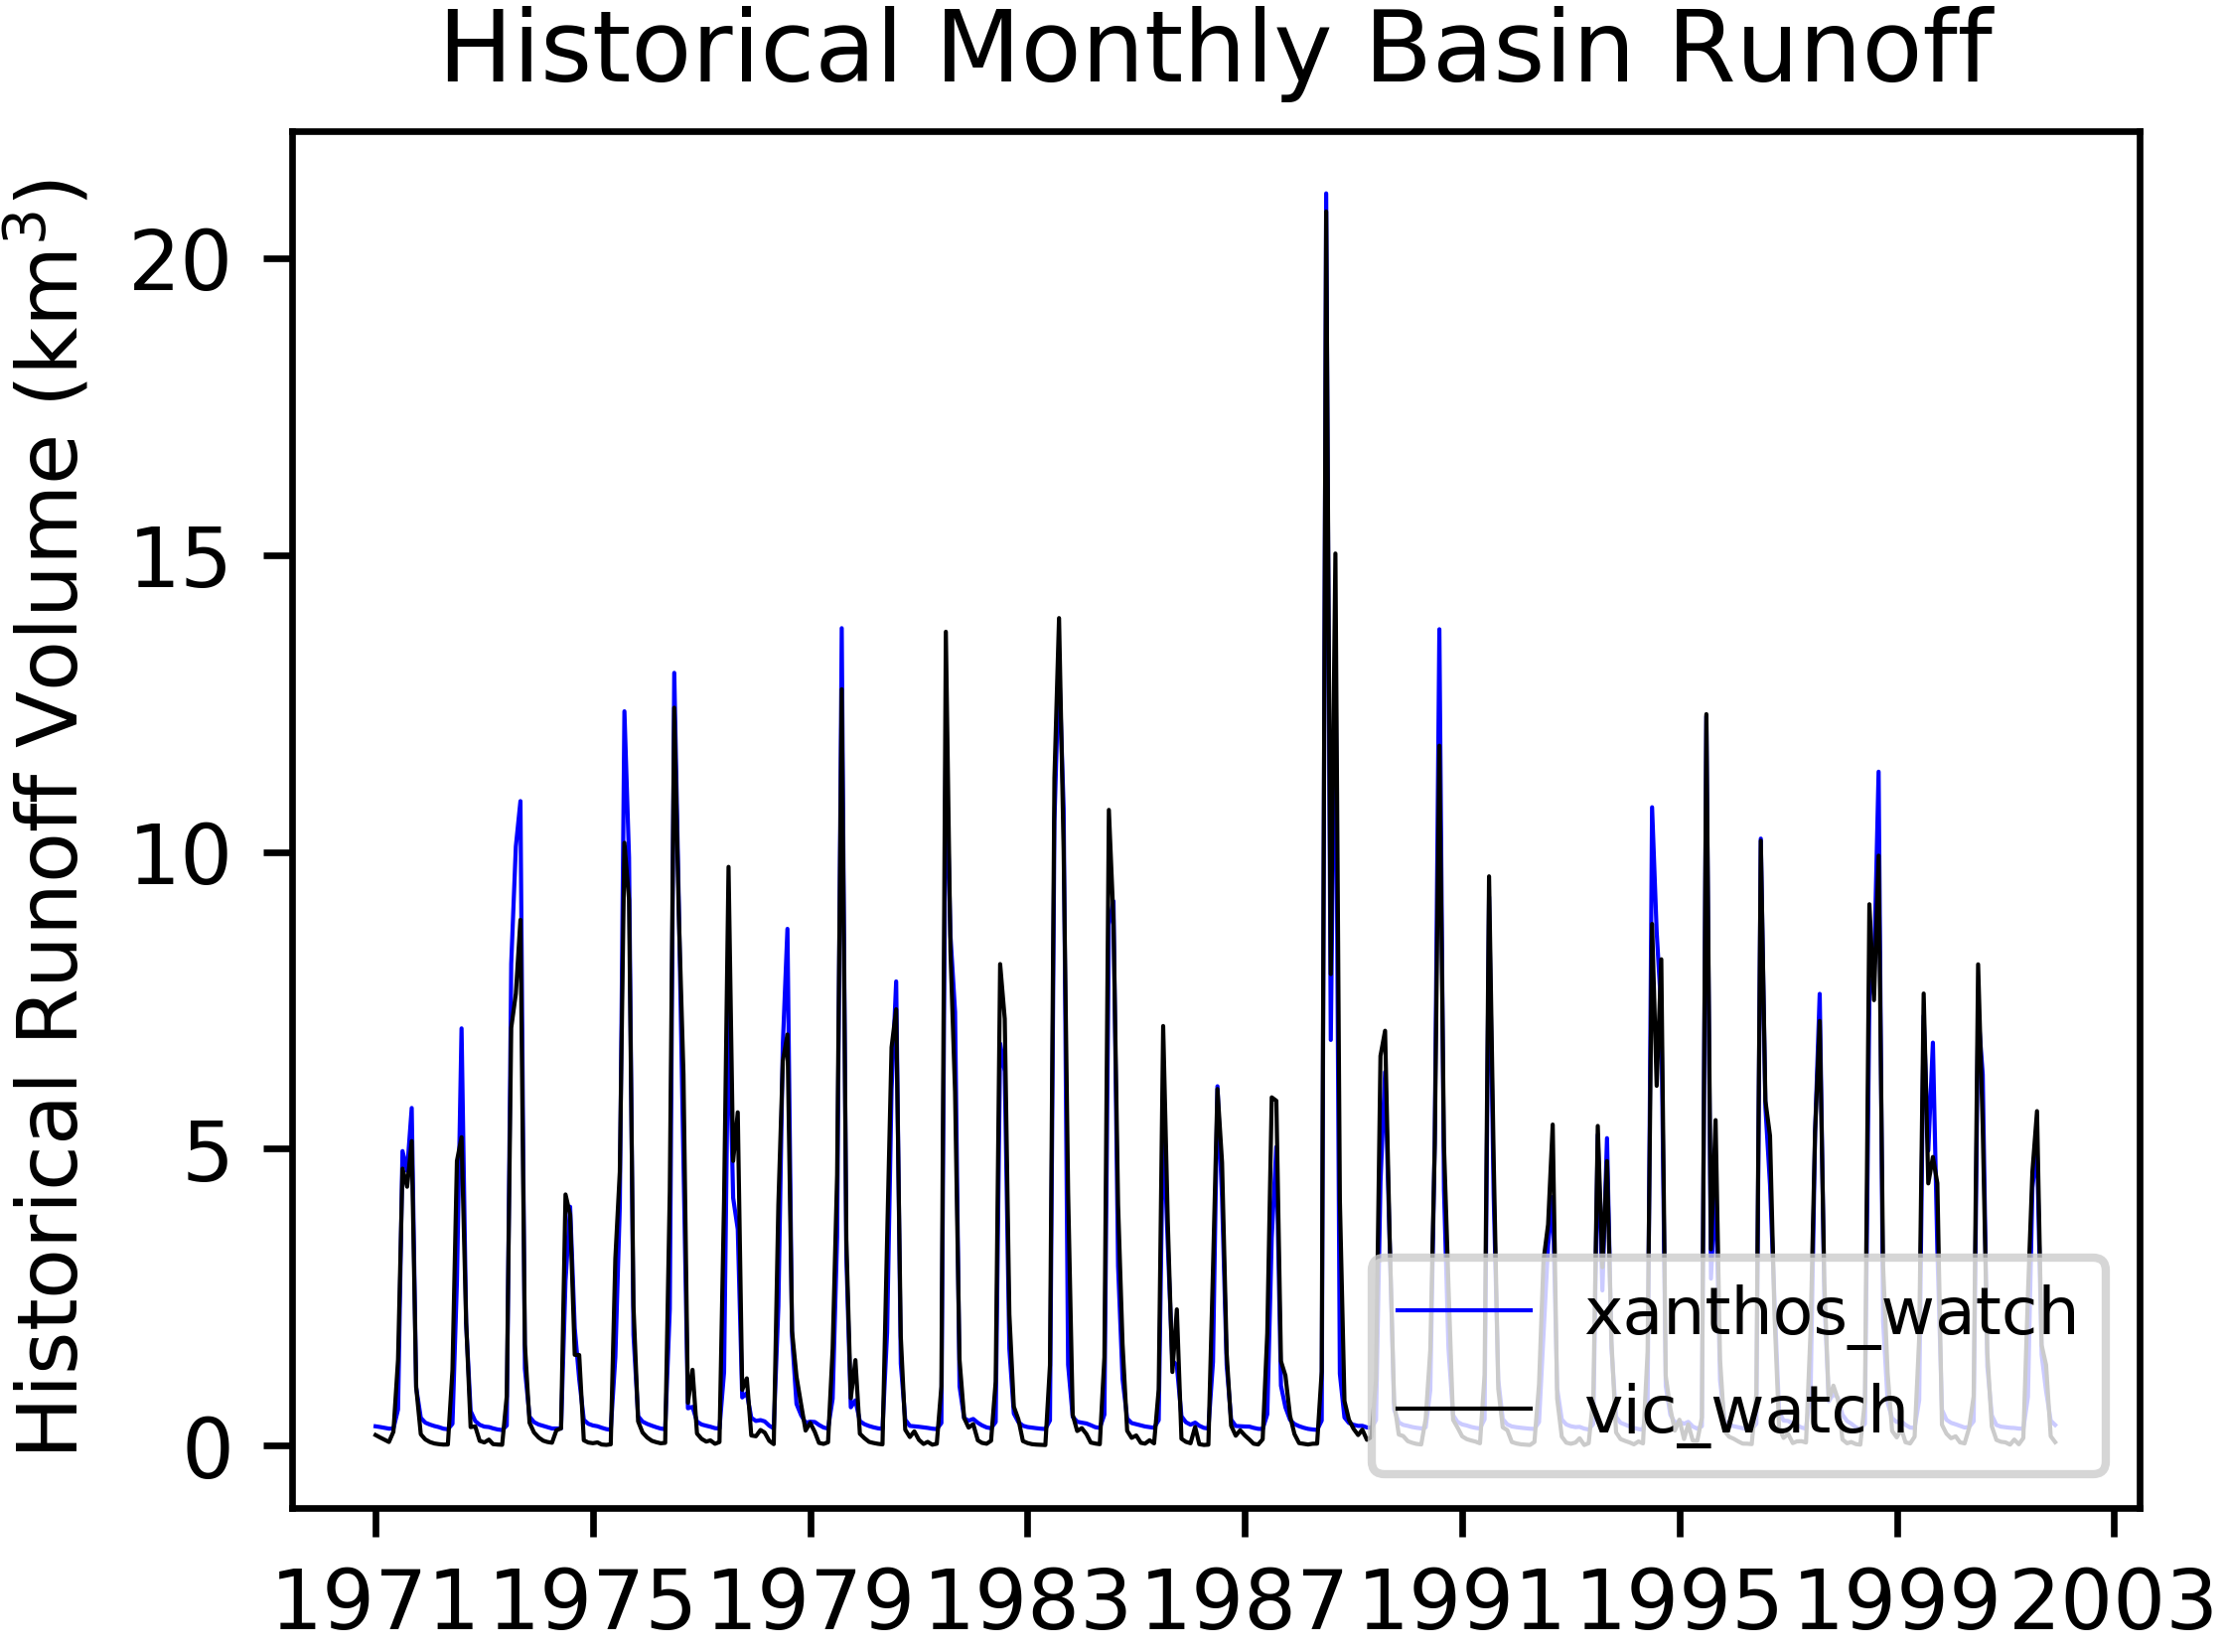 Historical Monthly Basin Runoff
Historical Runoff Volume (km³)
20
15
10
5
0
xanthos_watch
vic_watch
1971 1975 1979 1983 1987 1991 1995 1999 2003